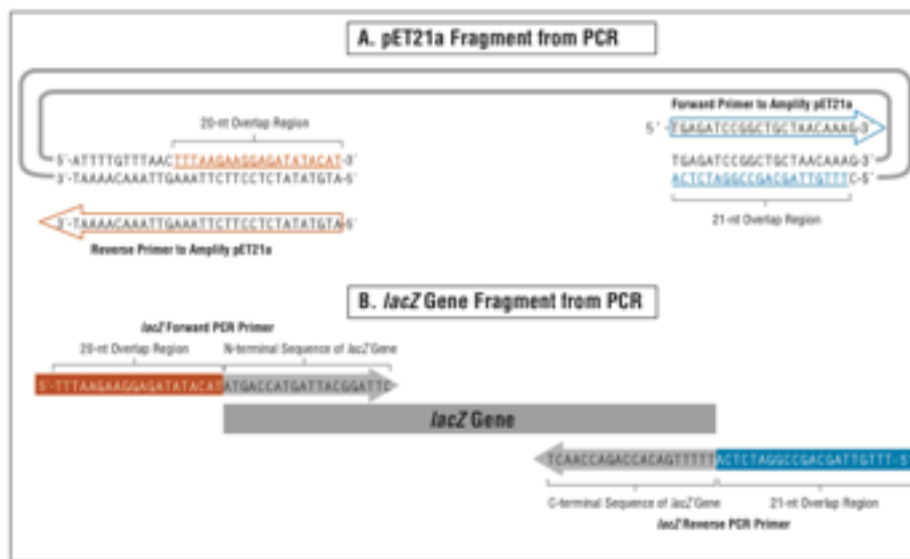 A. pET21a Fragment from PCR
20-nt Overlap Region
Forward Primer to Amplify pET21a
5´-TGAGATCCGGCTGCTAACAAAG-3´
5´-ATTTTGTTTAACTTTAAGAAGGAGATATACAT-3´
3´-TAAAACAAATTGAAATTCTTCCTCTATATGTA-5´
TGAGATCCGGCTGCTAACAAAG-3´
ACTCTAGGCCGACGATTGTTTC-5´
21-nt Overlap Region
3´-TAAAACAAATTGAAATTCTTCCTCTATATGTA-5´
Reverse Primer to Amplify pET21a
B. lacZ Gene Fragment from PCR
lacZ Forward PCR Primer
20-nt Overlap Region
N-terminal Sequence of lacZ Gene
5´-TTTAAGAAGGAGATATACATATGACCATGATTACGGATTC
lacZ Gene
TCAACCAGACCACAGTTTTTACTCTAGGCCGACGATTGTTT-5´
C-terminal Sequence of lacZ Gene
21-nt Overlap Region
lacZ Reverse PCR Primer